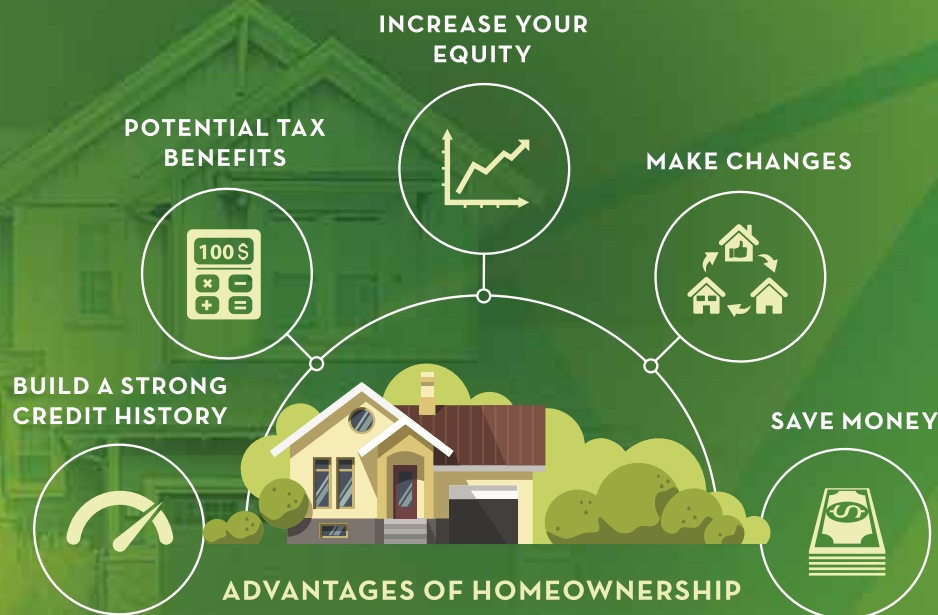 INCREASE YOUR
EQUITY
POTENTIAL TAX
BENEFITS
MAKE CHANGES
100$
BUILD A STRONG
CREDIT HISTORY
SAVE MONEY
ADVANTAGES OF HOMEOWNERSHIP